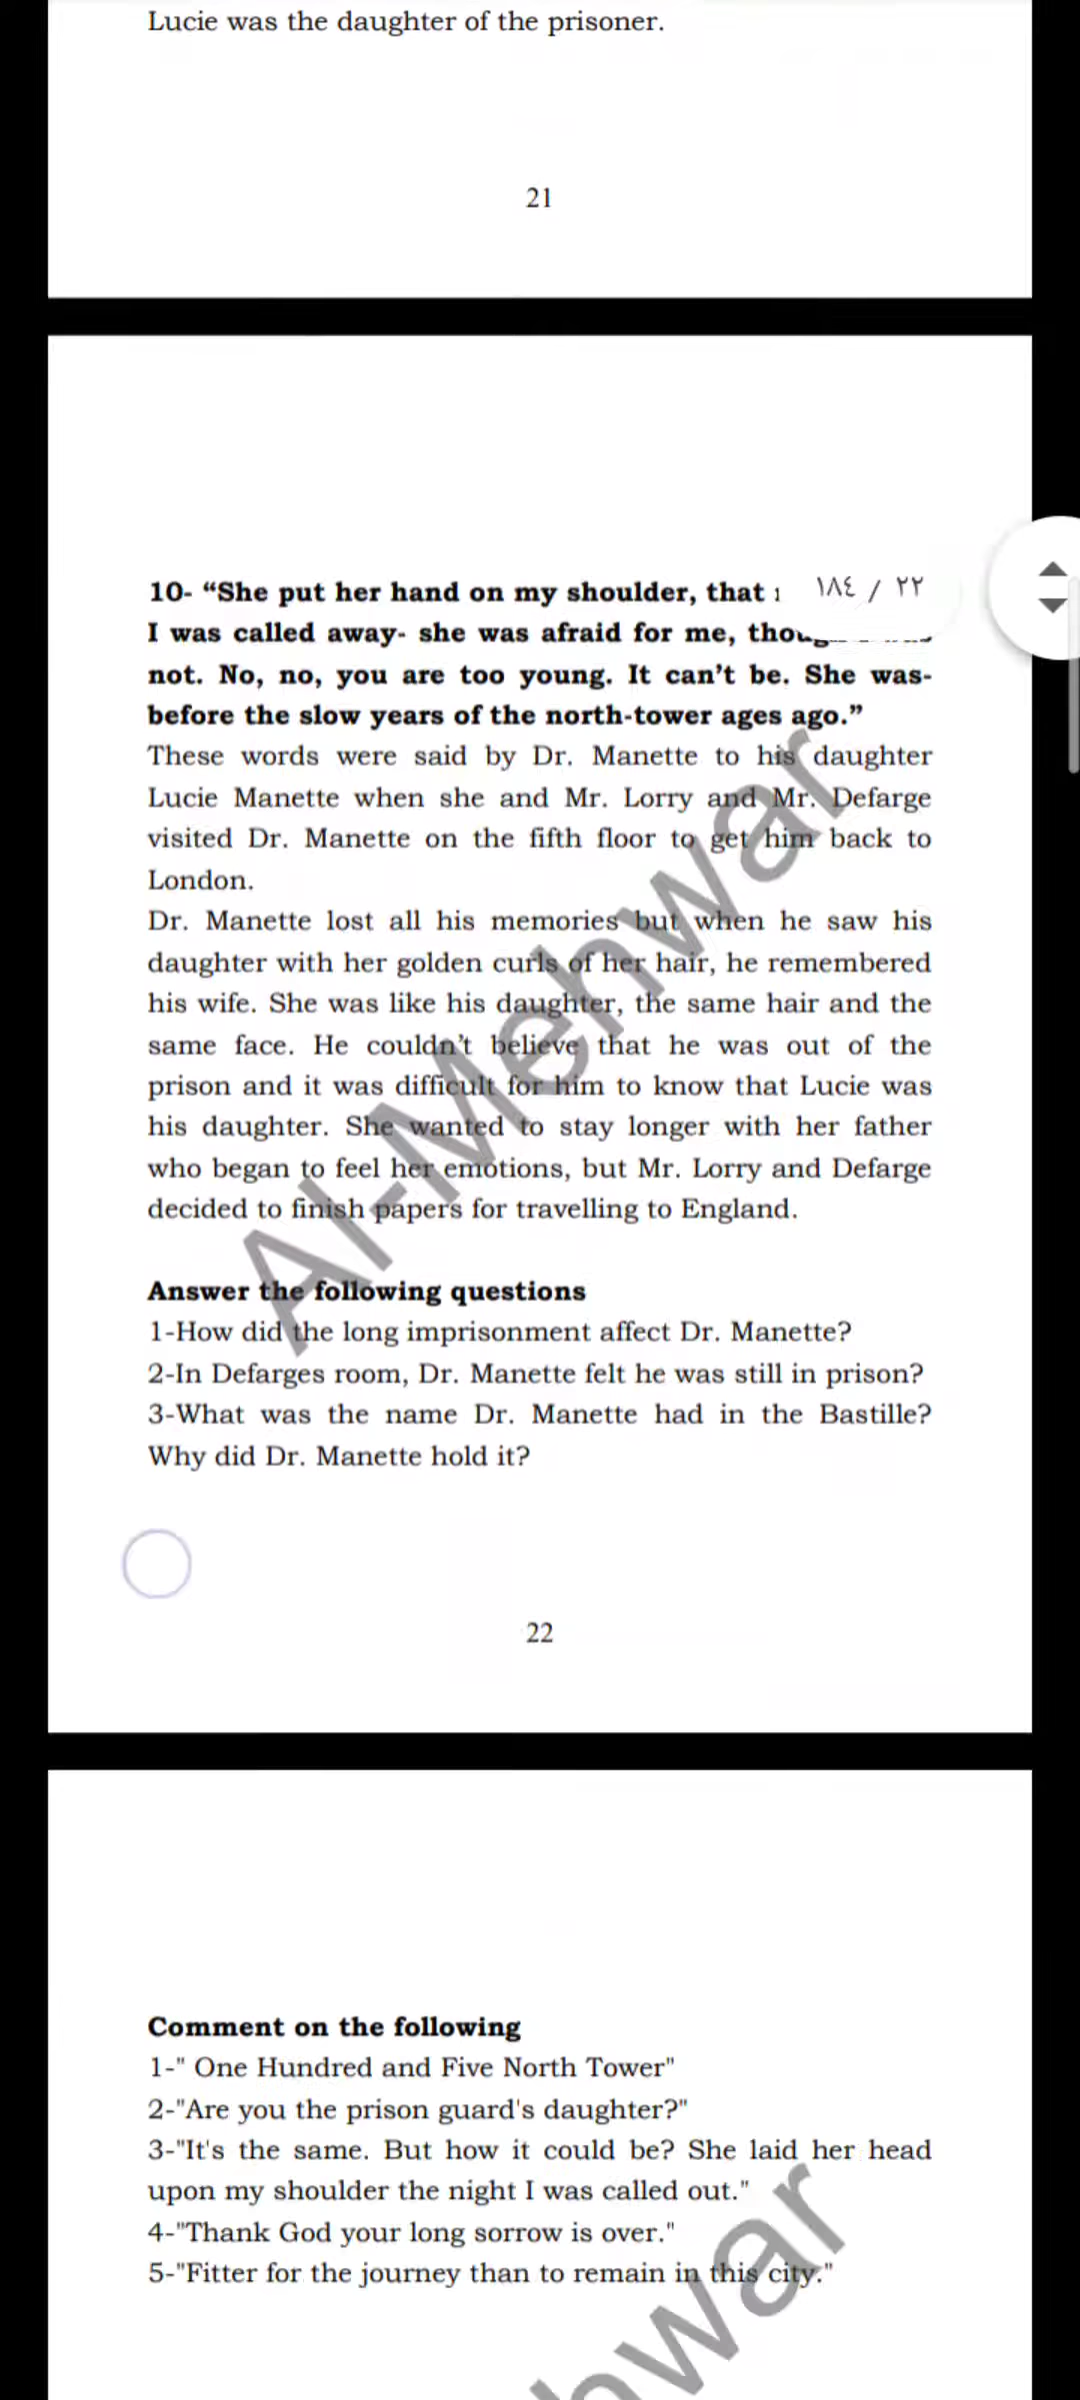 Lucie was the daughter of the prisoner.
21
10- “She put her hand on my shoulder, that
١٨٤ / ٢٢
I was called away- she was afraid for me,
not. No, no, you are too young. It can’t be. She was-
before the slow years of the north-tower ages ago.”
These words were said by Dr. Manette to his daughter
Lucie Manette when she and Mr. Lorry and Mr. Defarge
visited Dr. Manette on the fifth floor to get him back to
London.
Dr. Manette lost all his memories but when he saw his
daughter with her golden curls of her hair, he remembered
his wife. She was like his daughter, the same hair and the
same face. He couldn’t believe that he was out of the
prison and it was difficult for him to know that Lucie was
his daughter. She wanted to stay longer with her father
who began to feel her emotions, but Mr. Lorry and Defarge
decided to finish papers for travelling to England.
Answer the following questions
1-How did the long imprisonment affect Dr. Manette?
2-In Defarges room, Dr. Manette felt he was still in prison?
3-What was the name Dr. Manette had in the Bastille?
Why did Dr. Manette hold it?
Al-Mehwar
22
Comment on the following
1-" One Hundred and Five North Tower"
2-"Are you the prison guard's daughter?"
3-"It's the same. But how it could be? She laid her head
upon my shoulder the night I was called out."
4-"Thank God your long sorrow is over."
5-"Fitter for the journey than to remain in this city."